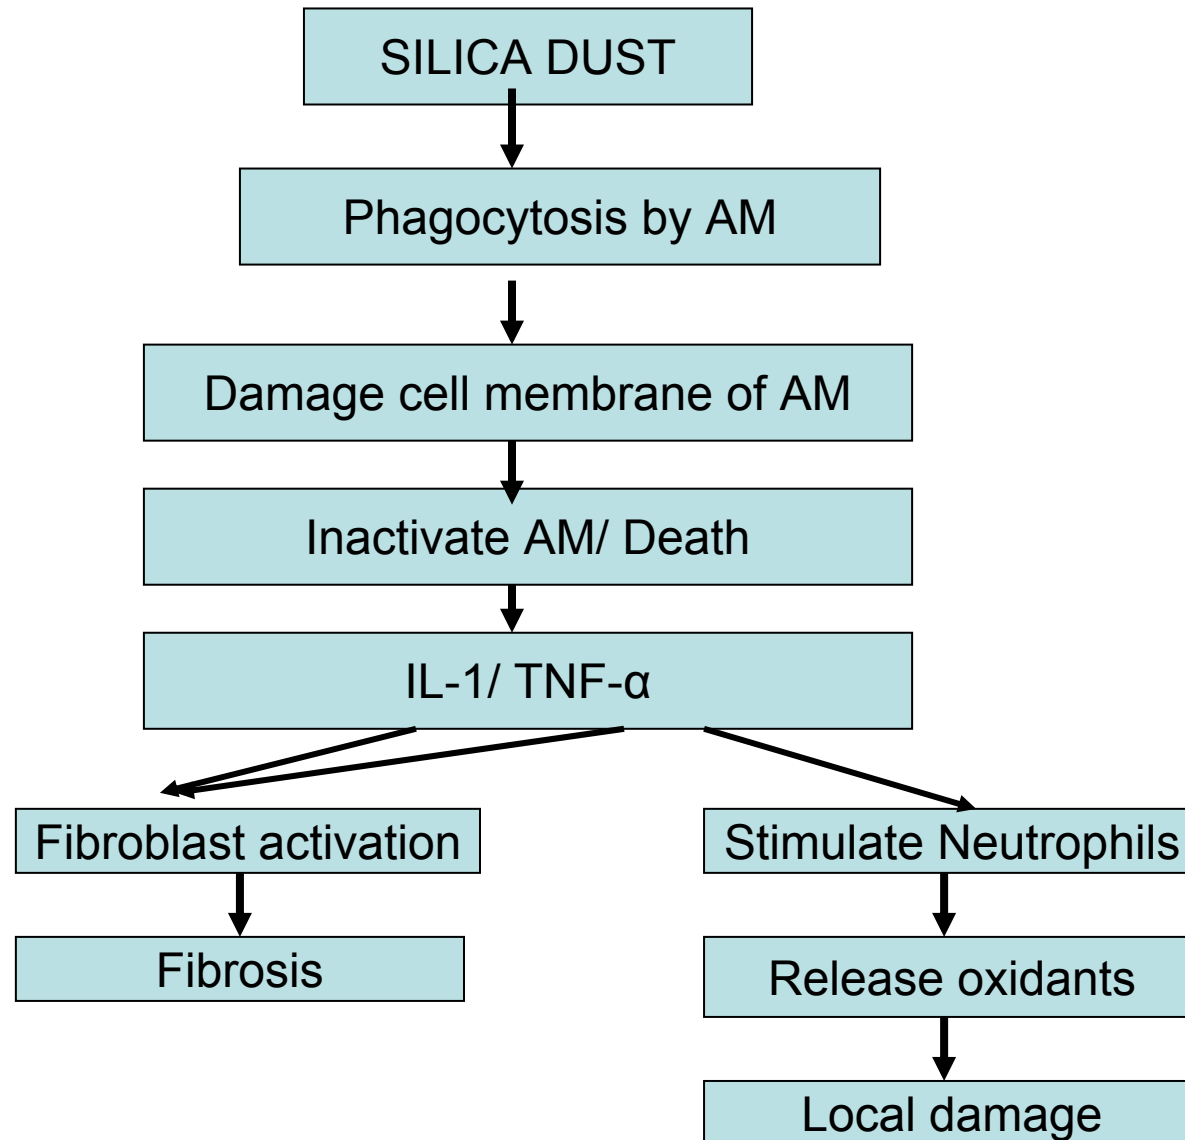 SILICA DUST
Phagocytosis by AM
Damage cell membrane of AM
Inactivate AM/ Death
IL-1/ TNF-α
Fibroblast activation
Stimulate Neutrophils
Fibrosis
Release oxidants
Local damage